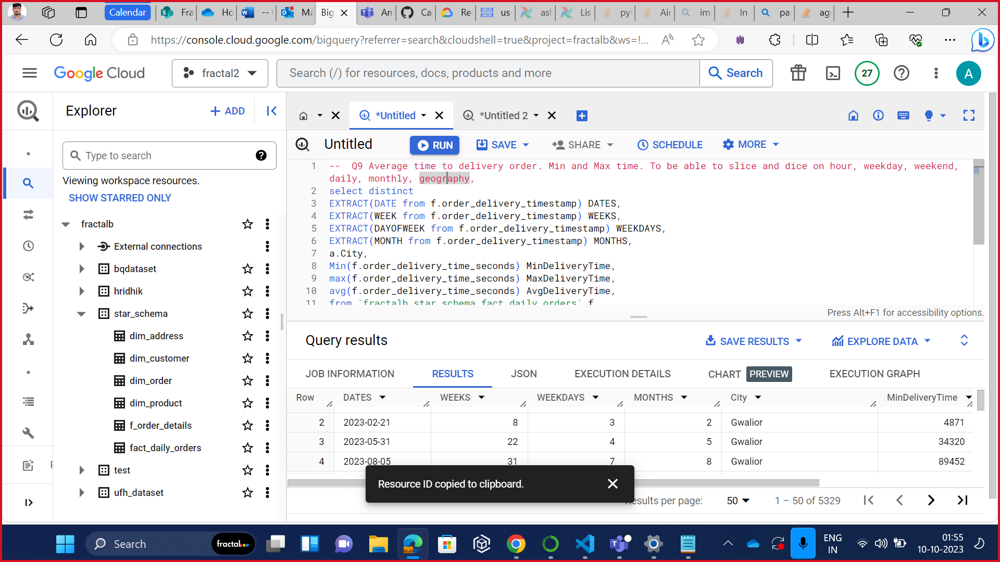 Calendar
Fra
Ho
--
Ma
Big
Am
Ca
Re
us-
ash
Lis
pyt
Air
imp
In
pa
ag
https://console.cloud.google.com/bigquery?referrer=search&cloudshell=true&project=fractalb&ws=!...
Google Cloud
fractal2
Search (/) for resources, docs, products and more
Search
27
A
Explorer
+ ADD
*Untitled
*Untitled 2
Untitled
RUN
SAVE
SHARE
SCHEDULE
MORE
Type to search
Viewing workspace resources.
SHOW STARRED ONLY
fractalb
External connections
bqdataset
hridhik
star_schema
dim_address
dim_customer
dim_order
dim_product
f_order_details
fact_daily_orders
test
ufh_dataset
1 -- Q9 Average time to delivery order. Min and Max time. To be able to slice and dice on hour, weekday, weekend,
daily, monthly, geography,
2 select distinct
3 EXTRACT(DATE from f.order_delivery_timestamp) DATES,
4 EXTRACT(WEEK from f.order_delivery_timestamp) WEEKS,
5 EXTRACT(DAYOFWEEK from f.order_delivery_timestamp) WEEKDAYS,
6 EXTRACT(MONTH from f.order_delivery_timestamp) MONTHS,
7 a.City,
8 Min(f.order_delivery_time_seconds) MinDeliveryTime,
9 max(f.order_delivery_time_seconds) MaxDeliveryTime,
10 avg(f.order_delivery_time_seconds) AvgDeliveryTime,
11 from `fractalb.star_schema.fact_daily_orders` f
Press Alt+F1 for accessibility options.
Query results
SAVE RESULTS
EXPLORE DATA
JOB INFORMATION
RESULTS
JSON
EXECUTION DETAILS
CHART PREVIEW
EXECUTION GRAPH
Row DATES WEEKS WEEKDAYS MONTHS City MinDeliveryTime
2 2023-02-21 8 3 2 Gwalior 4871
3 2023-05-31 22 4 5 Gwalior 34320
4 2023-08-05 31 7 8 Gwalior 89452
Resource ID copied to clipboard.
esults per page: 50 1 – 50 of 5329
Search
fractal
ENG
IN
01:55
10-10-2023